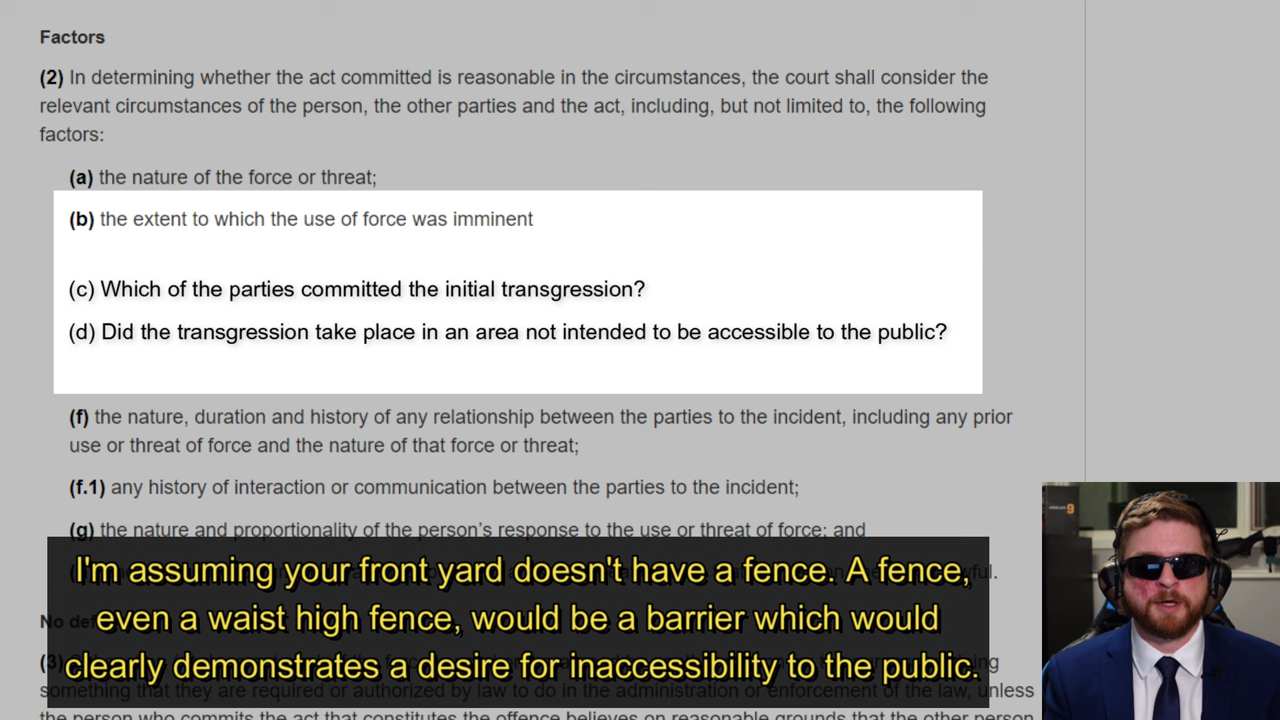 Factors
(2) In determining whether the act committed is reasonable in the circumstances, the court shall consider the
relevant circumstances of the person, the other parties and the act, including, but not limited to, the following
factors:
(a) the nature of the force or threat;
(b) the extent to which the use of force was imminent
(c) Which of the parties committed the initial transgression?
(d) Did the transgression take place in an area not intended to be accessible to the public?
(f) the nature, duration and history of any relationship between the parties to the incident, including any prior
use or threat of force and the nature of that force or threat;
(f.1) any history of interaction or communication between the parties to the incident;
(g) the nature and proportionality of the person's response to the use or threat of force; and
I'm assuming your front yard doesn't have a fence. A fence,
even a waist high fence, would be a barrier which would
clearly demonstrates a desire for inaccessibility to the public.
No
(3)
something that they are required or authorized by law to do in the administration or enforcement of the law, unless
the person who commits the act that constitutes the offence believes on reasonable grounds that the other person